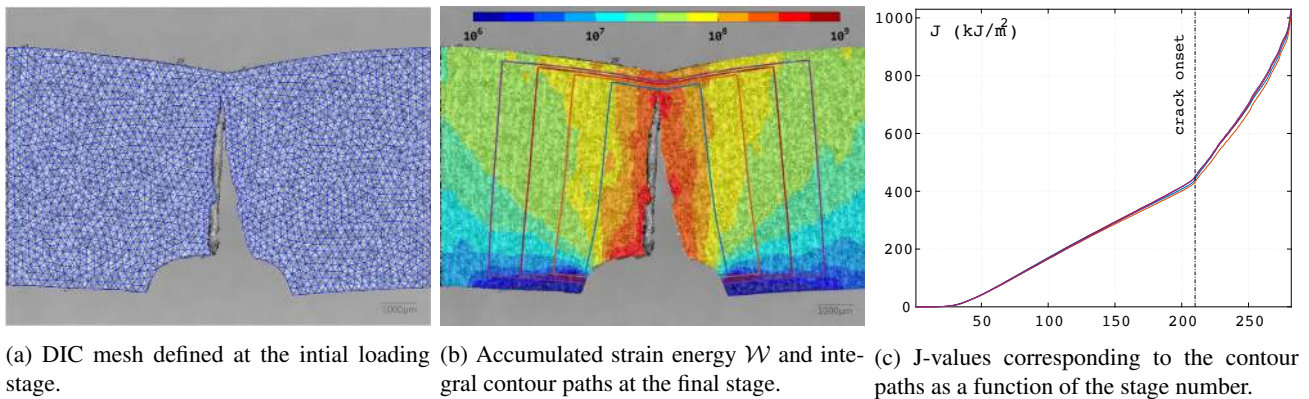 10⁶ 10⁷ 10⁸ 10⁹
1000µm
1000µm
J (kJ/m²)
crack onset
1000
800
600
400
200
0
50 100 150 200 250
(a) DIC mesh defined at the intial loading
stage.
(b) Accumulated strain energy W and inte-
gral contour paths at the final stage.
(c) J-values corresponding to the contour
paths as a function of the stage number.